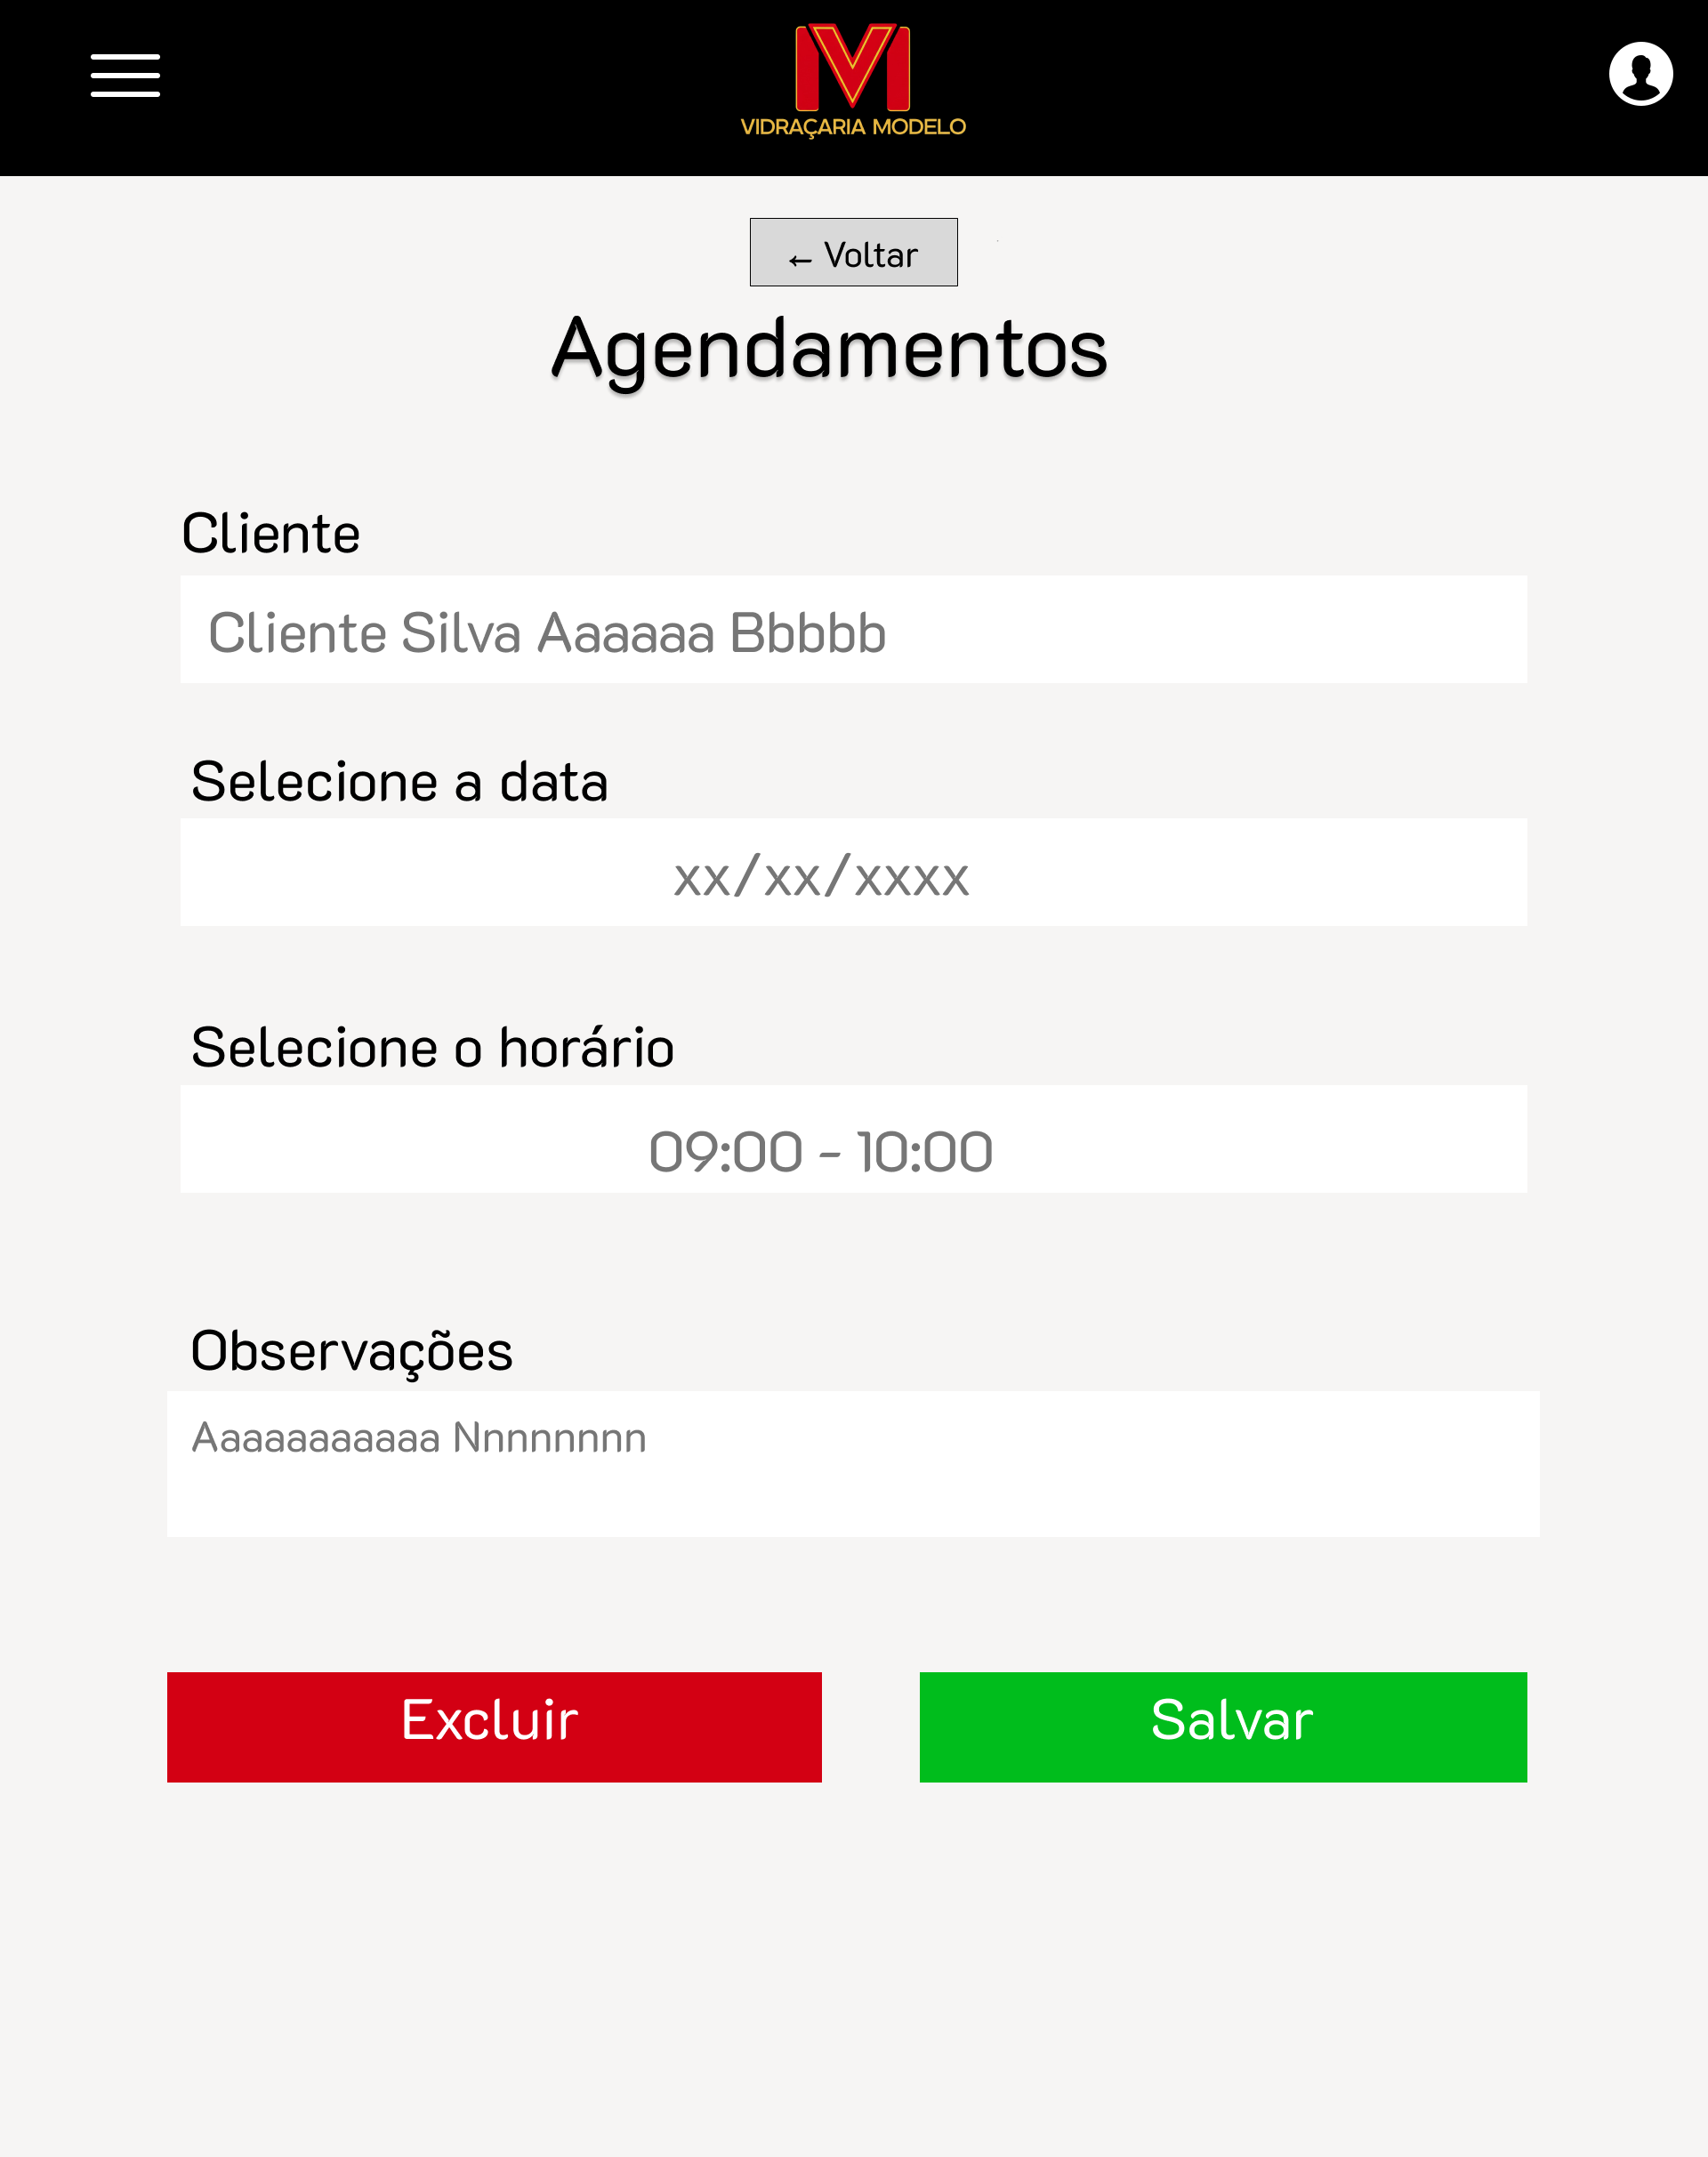 VIDRAÇARIA MODELO
← Voltar
Agendamentos
Cliente
Cliente Silva Aaaaaa Bbbbb
Selecione a data
xx/xx/xxxx
Selecione o horário
09:00 - 10:00
Observações
Aaaaaaaaaaa Nnnnnnnn
Excluir
Salvar